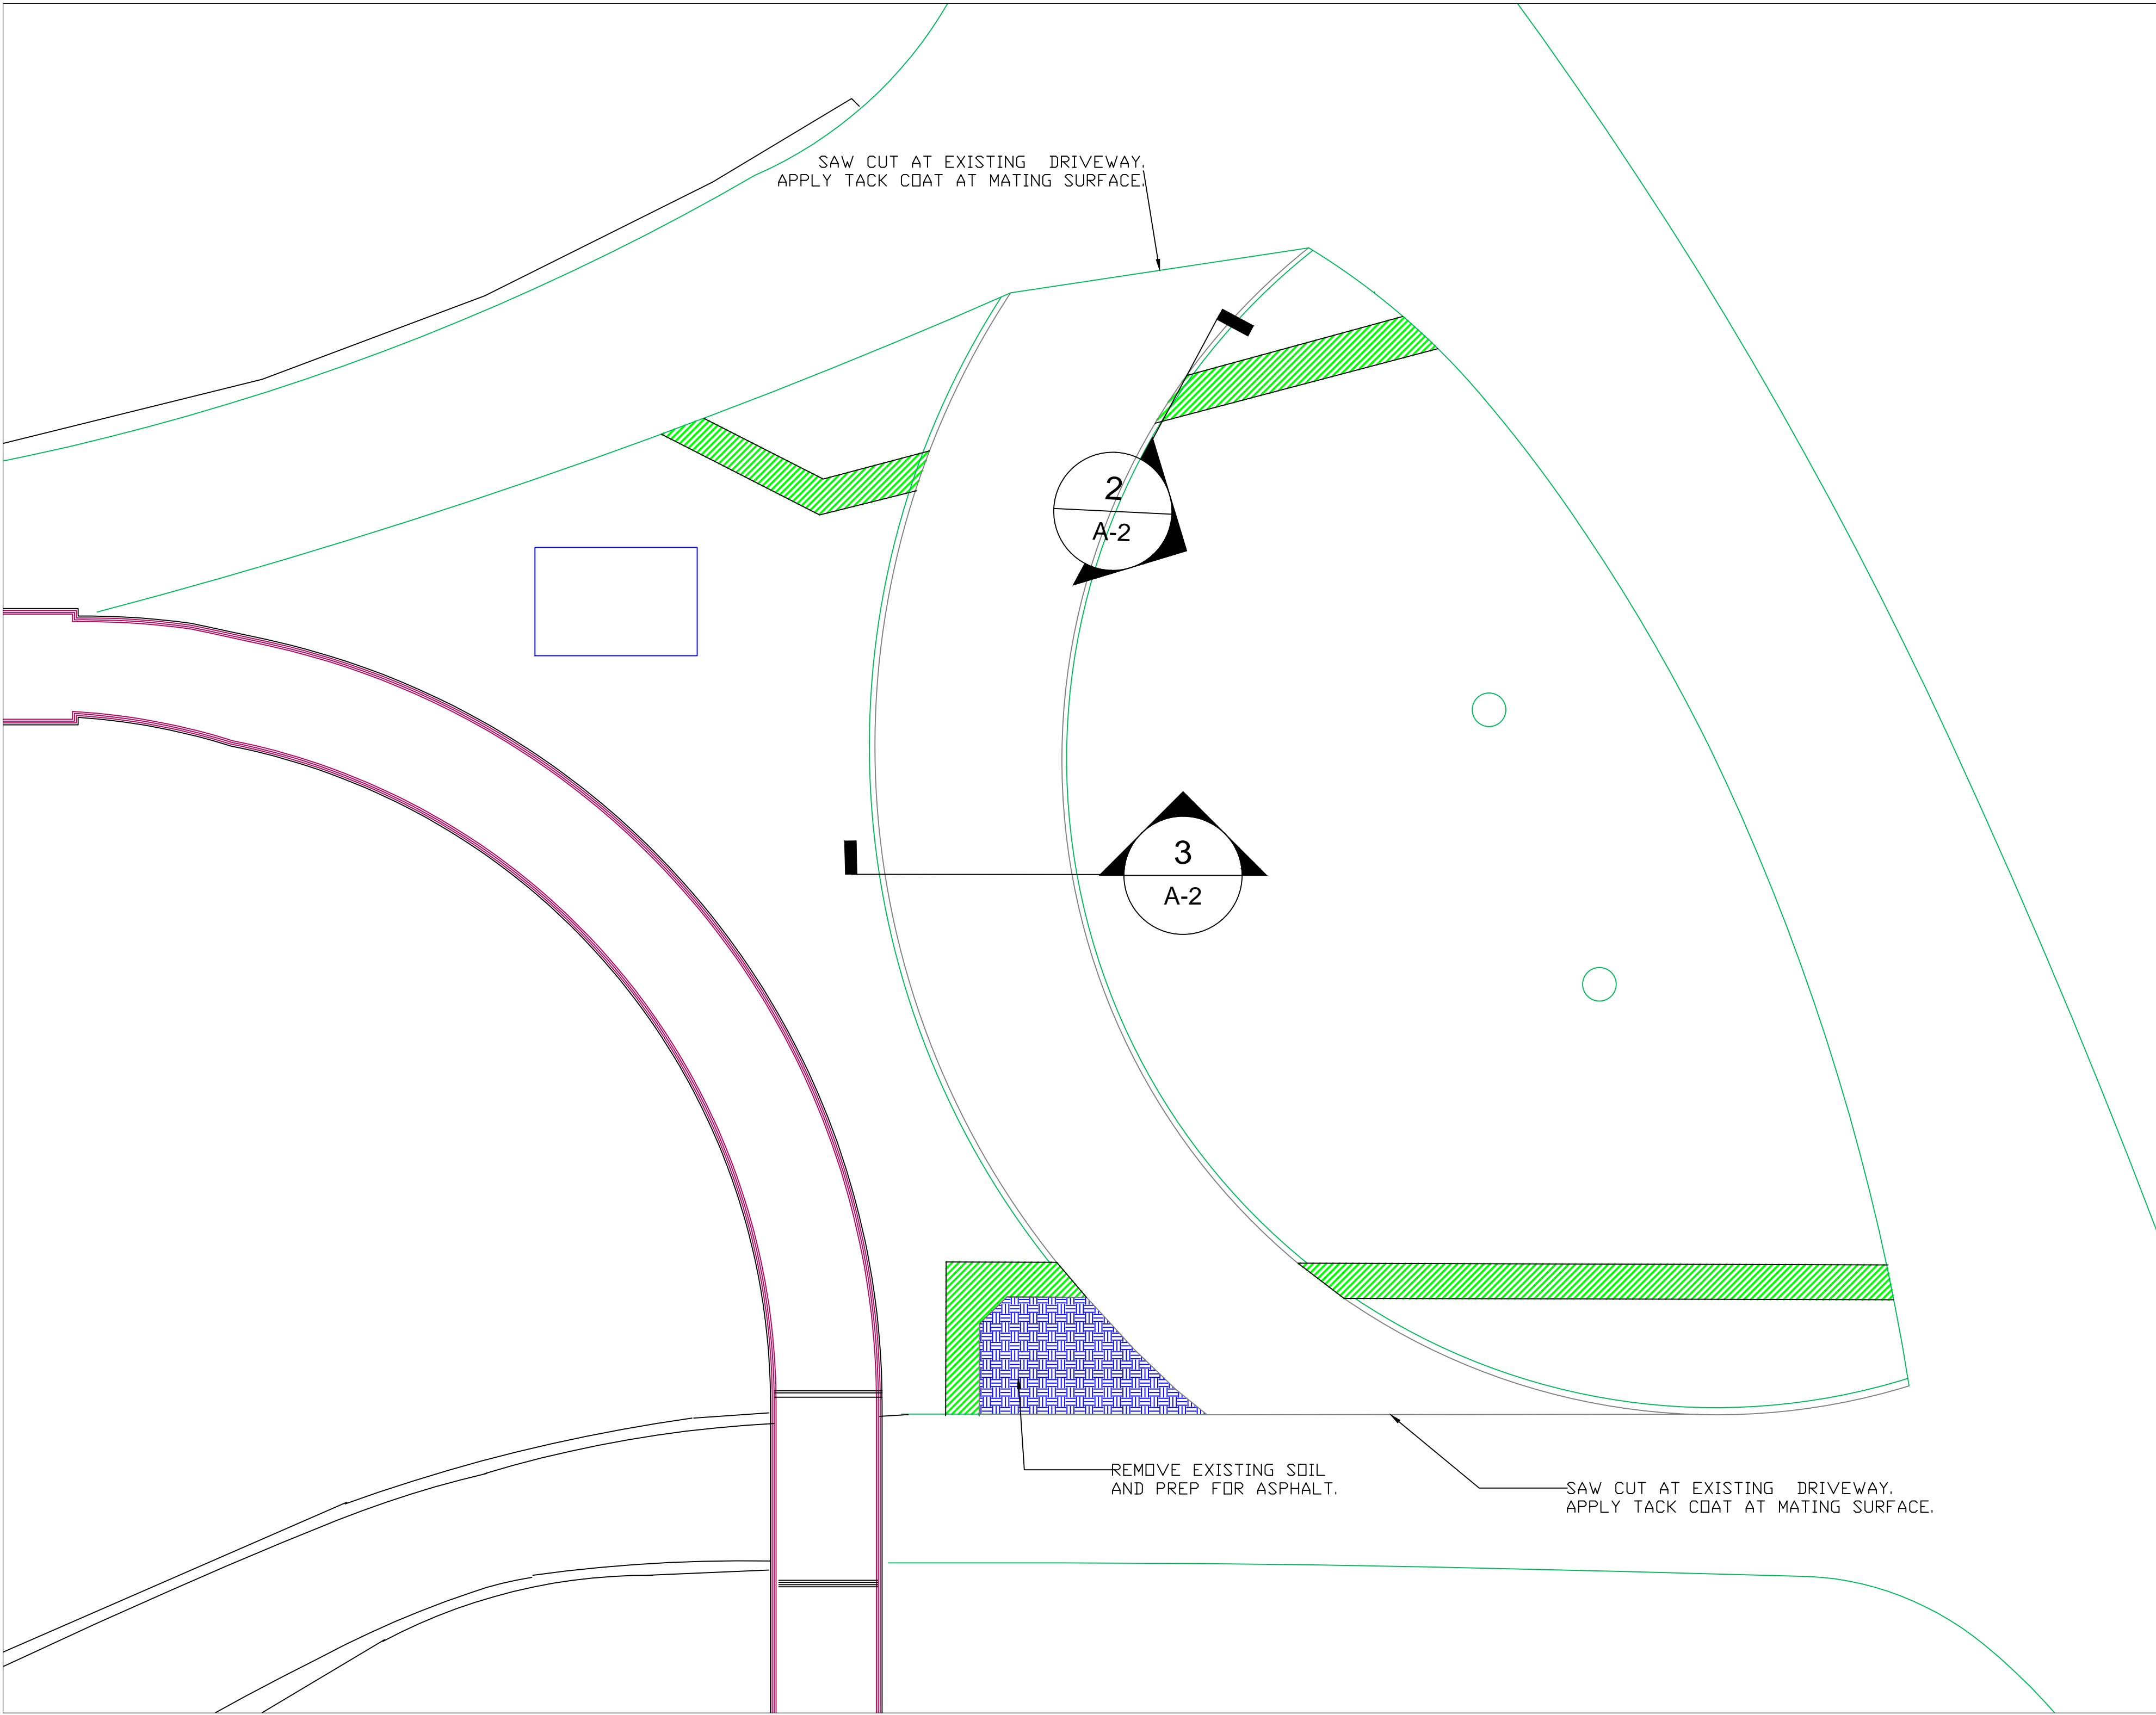 SAW CUT AT EXISTING DRIVEWAY.
APPLY TACK COAT AT MATING SURFACE.
2
A-2
3
A-2
REMOVE EXISTING SOIL
AND PREP FOR ASPHALT.
SAW CUT AT EXISTING DRIVEWAY.
APPLY TACK COAT AT MATING SURFACE.